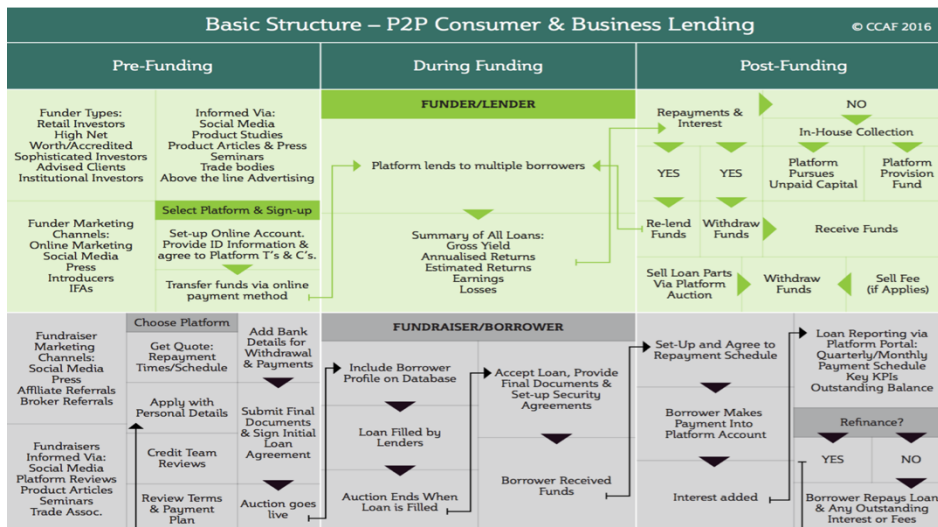 Basic Structure – P2P Consumer & Business Lending
© CCAF 2016
Pre-Funding
During Funding
Post-Funding
Funder Types:
Retail Investors
High Net
Worth/Accredited
Sophisticated Investors
Advised Clients
Institutional Investors
Informed Via:
Social Media
Product Studies
Product Articles & Press
Seminars
Trade bodies
Above the line Advertising
Funder Marketing
Channels:
Online Marketing
Social Media
Press
Introducers
IFAs
Select Platform & Sign-up
Set-up Online Account.
Provide ID Information &
agree to Platform T's & C's.
Transfer funds via online
payment method
FUNDER/LENDER
Platform lends to multiple borrowers
Summary of All Loans:
Gross Yield
Annualised Returns
Estimated Returns
Earnings
Losses
Repayments &
Interest
NO
In-House Collection
YES
YES
Platform
Pursues
Unpaid Capital
Platform
Provision
Fund
Re-lend
Funds
Withdraw
Funds
Receive Funds
Sell Loan Parts
Via Platform
Auction
Withdraw
Funds
Sell Fee
(if Applies)
Fundraiser
Marketing
Channels:
Social Media
Press
Affiliate Referrals
Broker Referrals
Fundraisers
Informed Via:
Social Media
Platform Reviews
Product Articles
Seminars
Trade Assoc.
Choose Platform
Get Quote:
Repayment
Times/Schedule
Apply with
Personal Details
Credit Team
Reviews
Review Terms
& Payment
Plan
Add Bank
Details for
Withdrawal
& Payments
Submit Final
Documents
& Sign Initial
Loan
Agreement
Auction goes
live
FUNDRAISER/BORROWER
Include Borrower
Profile on Database
Loan Filled by
Lenders
Auction Ends When
Loan is Filled
Accept Loan, Provide
Final Documents &
Set-up Security
Agreements
Borrower Received
Funds
Set-Up and Agree to
Repayment Schedule
Borrower Makes
Payment Into
Platform Account
Interest added
Loan Reporting via
Platform Portal:
Quarterly/Monthly
Payment Schedule
Key KPIs
Outstanding Balance
Refinance?
YES
NO
Borrower Repays Loan
& Any Outstanding
Interest or Fees